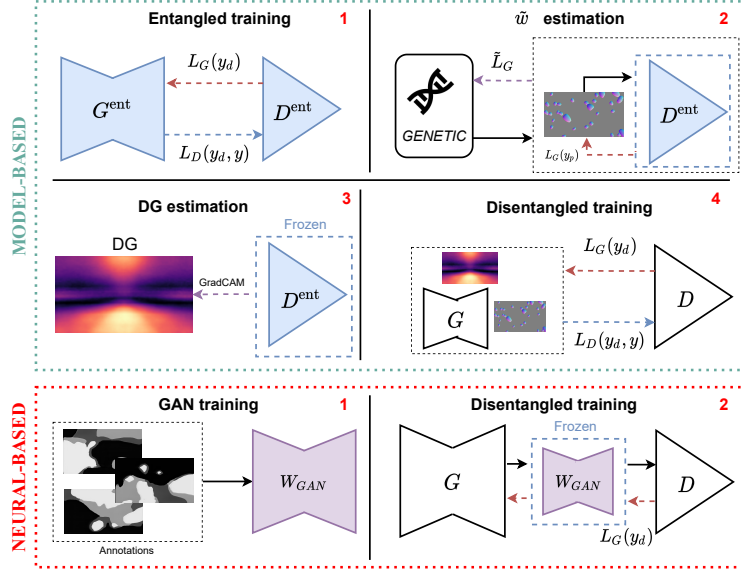 MODEL-BASED
Entangled training
1
G^ent
L_G(y_d)
L_D(y_d, y)
D^ent
w̃ estimation
2
GENETIC
L̃_G
L_G(y_p)
D^ent
DG estimation
3
DG
GradCAM
Frozen
D^ent
Disentangled training
4
G
L_G(y_d)
L_D(y_d, y)
D
NEURAL-BASED
GAN training
1
Annotations
W_GAN
Disentangled training
2
G
Frozen
W_GAN
L_G(y_d)
D